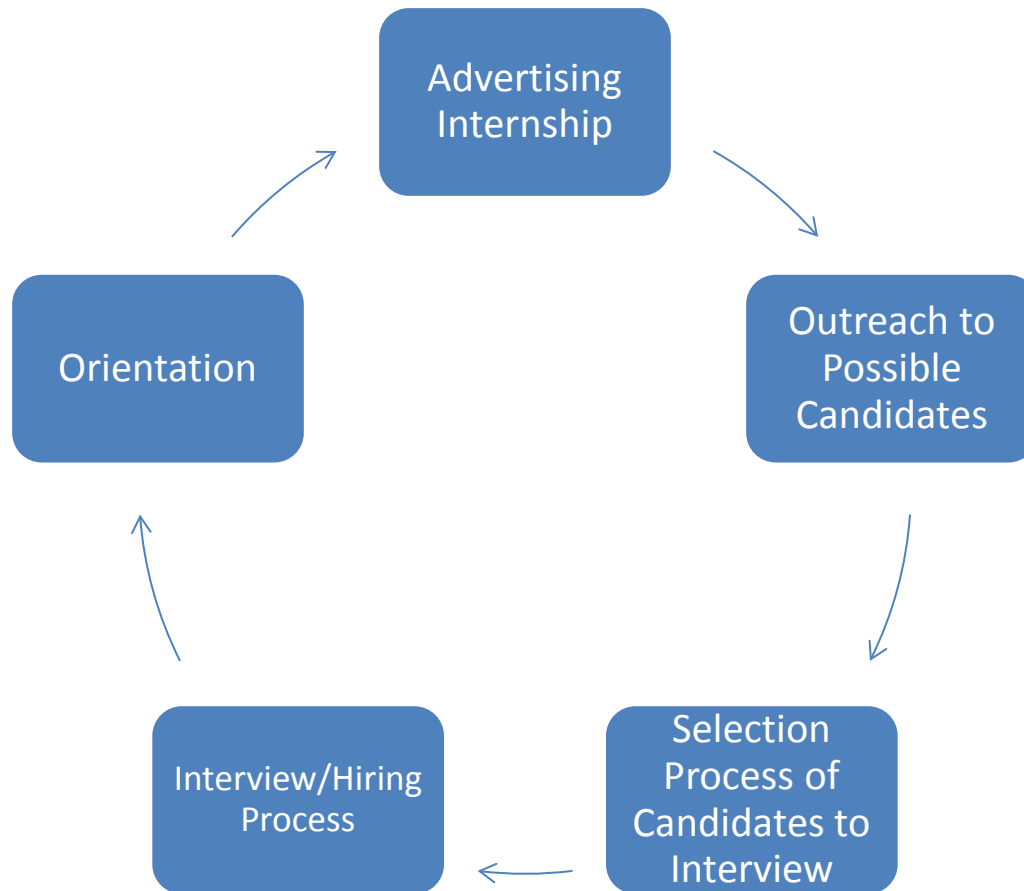 Advertising
Internship
Outreach to
Possible
Candidates
Selection
Process of
Candidates to
Interview
Interview/Hiring
Process
Orientation